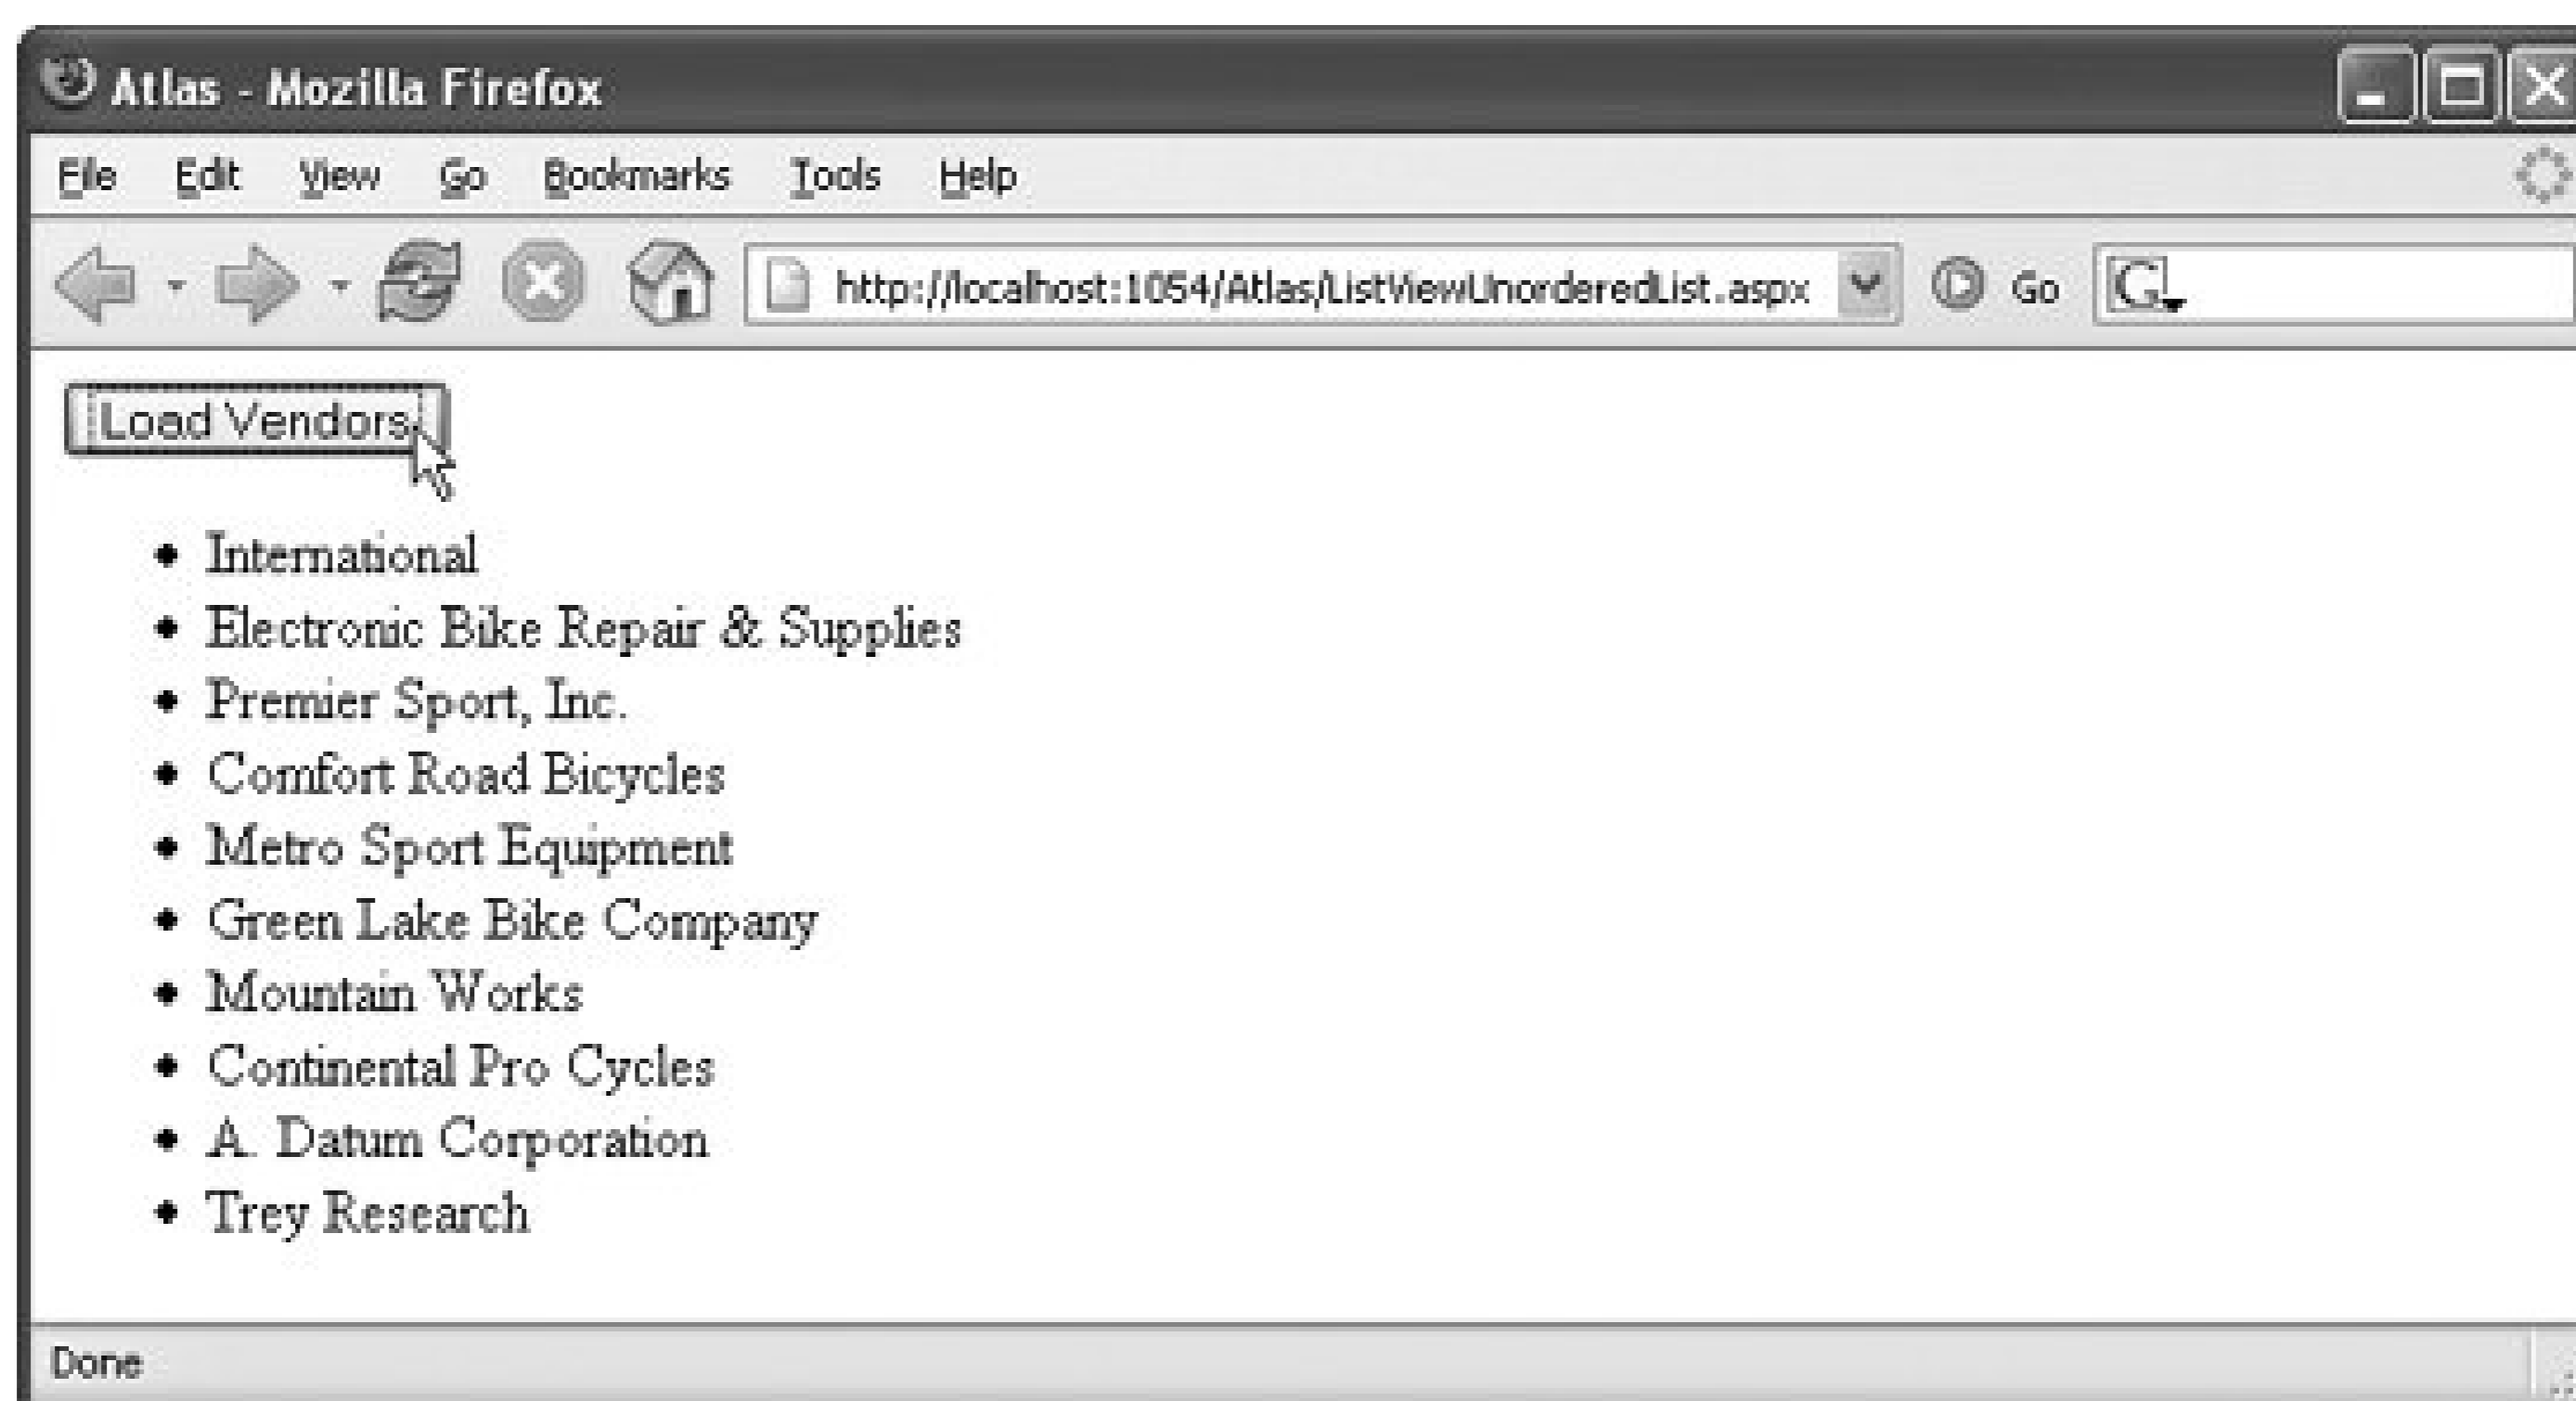 Atlas - Mozilla Firefox
File Edit View Go Bookmarks Tools Help
http://localhost:1054/Atlas/ListViewUnorderedList.aspx Go G
Load Vendors
• International
• Electronic Bike Repair & Supplies
• Premier Sport, Inc.
• Comfort Road Bicycles
• Metro Sport Equipment
• Green Lake Bike Company
• Mountain Works
• Continental Pro Cycles
• A. Datum Corporation
• Trey Research
Done